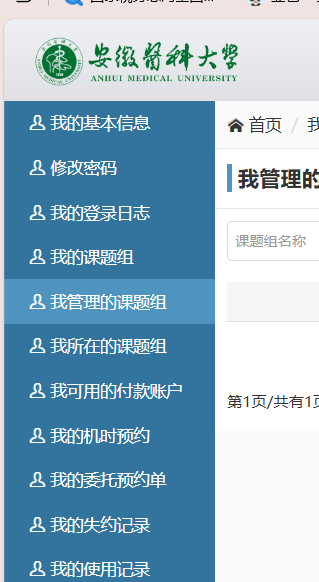 安徽医科大学
ANHUI MEDICAL UNIVERSITY
我的基本信息
首页 /
修改密码
我管理的
我的登录日志
课题组名称
我的课题组
我管理的课题组
我所在的课题组
我可用的付款账户
第1页/共有1页
我的机时预约
我的委托预约单
我的失约记录
我的使用记录